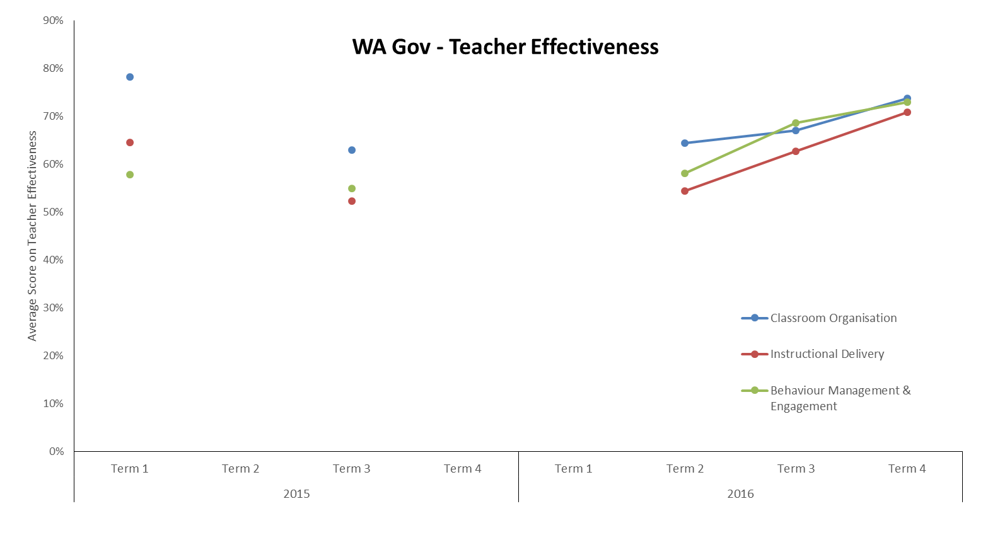 WA Gov - Teacher Effectiveness
Average Score on Teacher Effectiveness
90%
80%
70%
60%
50%
40%
30%
20%
10%
0%
Classroom Organisation
Instructional Delivery
Behaviour Management &
Engagement
Term 1 Term 2 Term 3 Term 4 Term 1 Term 2 Term 3 Term 4
2015 2016